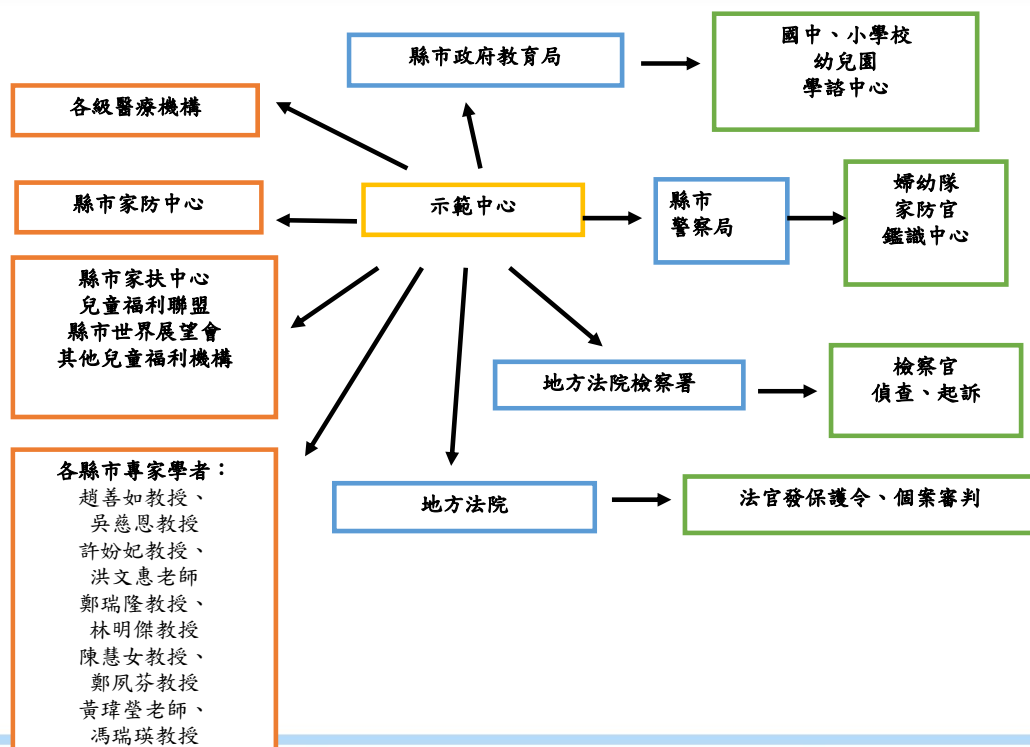 縣市政府教育局
國中、小學校
幼兒園
學諮中心
各級醫療機構
縣市家防中心
示範中心
縣市
警察局
婦幼隊
家防官
鑑識中心
縣市家扶中心
兒童福利聯盟
縣市世界展望會
其他兒童福利機構
地方法院檢察署
檢察官
偵查、起訴
各縣市專家學者：
趙善如教授、
吳慈恩教授
許妢妃教授、
洪文惠老師
鄭瑞隆教授、
林明傑教授
陳慧女教授、
鄭夙芬教授
黃瑋瑩老師、
馮瑞瑛教授
地方法院
法官發保護令、個案審判